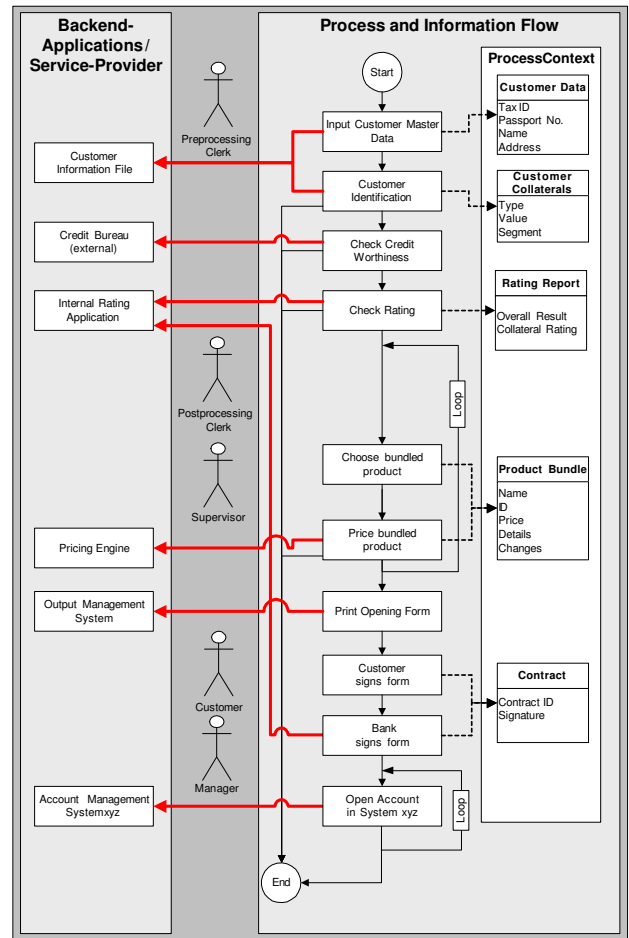 Backend-
Applications/
Service-Provider
Process and Information Flow
ProcessContext
Start
Customer Data
Tax ID
Passport No.
Name
Address
Preprocessing
Clerk
Input Customer Master
Data
Customer
Information File
Customer
Identification
Customer
Collaterals
Type
Value
Segment
Credit Bureau
(external)
Check Credit
Worthiness
Internal Rating
Application
Check Rating
Rating Report
Overall Result
Collateral Rating
Loop
Postprocessing
Clerk
Choose bundled
product
Supervisor
Product Bundle
Name
ID
Price
Details
Changes
Pricing Engine
Price bundled
product
Output Management
System
Print Opening Form
Customer
Customer
signs form
Contract
Contract ID
Signature
Bank
signs form
Manager
Account Management
Systemxyz
Open Account
in System xyz
Loop
End